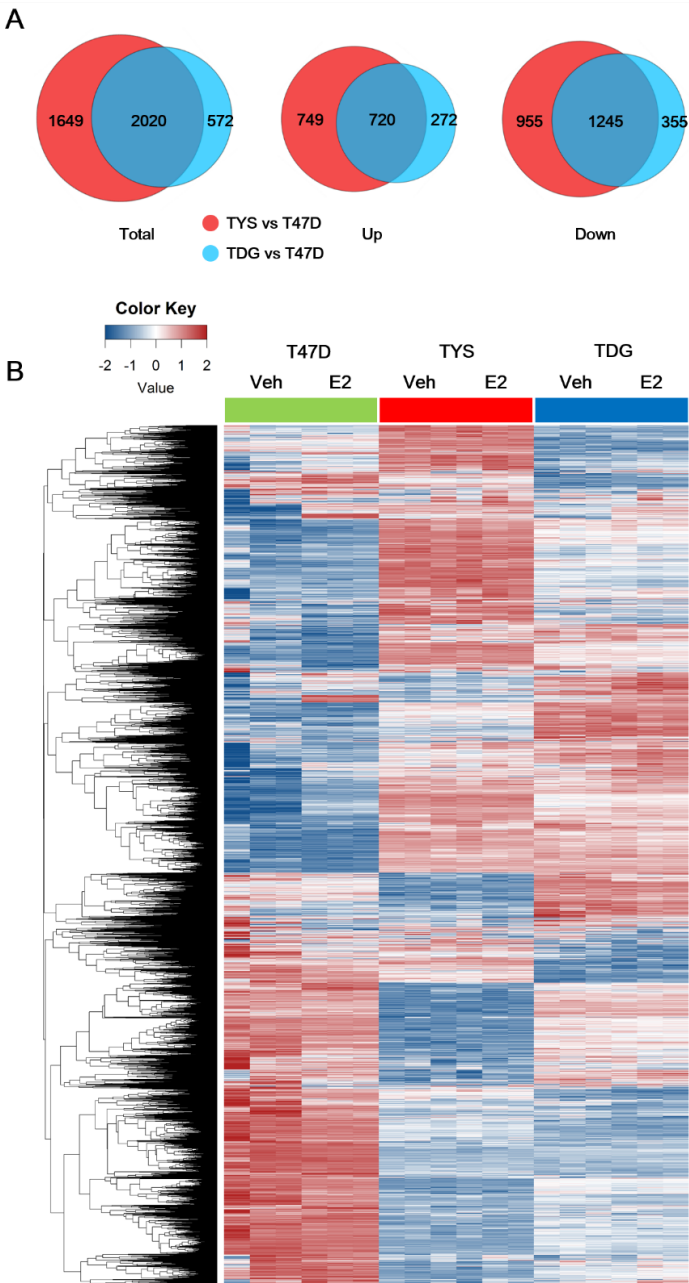 A
1649 2020 572
749 720 272
955 1245 355
Total
Up
Down
TYS vs T47D
TDG vs T47D
Color Key
-2 -1 0 1 2
Value
B
T47D TYS TDG
Veh E2 Veh E2 Veh E2